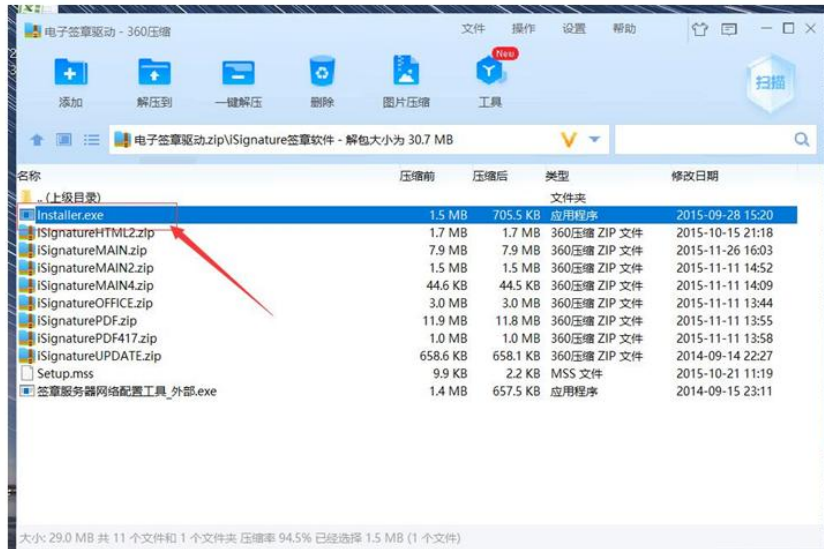 电子签章驱动 - 360压缩
文件 操作 设置 帮助
New
添加 解压到 一键解压 删除 图片压缩 工具 扫描
电子签章驱动.zip\iSignature签章软件 - 解包大小为 30.7 MB
名称 压缩前 压缩后 类型 修改日期
.. (上级目录) 文件夹
Installer.exe 1.5 MB 705.5 KB 应用程序 2015-09-28 15:20
iSignatureHTML2.zip 1.7 MB 1.7 MB 360压缩 ZIP 文件 2015-10-15 21:18
iSignatureMAIN.zip 7.9 MB 7.9 MB 360压缩 ZIP 文件 2015-11-26 16:03
iSignatureMAIN2.zip 1.5 MB 1.5 MB 360压缩 ZIP 文件 2015-11-11 14:52
iSignatureMAIN4.zip 44.6 KB 44.5 KB 360压缩 ZIP 文件 2015-11-11 14:09
iSignatureOFFICE.zip 3.0 MB 3.0 MB 360压缩 ZIP 文件 2015-11-11 13:44
iSignaturePDF.zip 11.9 MB 11.8 MB 360压缩 ZIP 文件 2015-11-11 13:55
iSignaturePDF417.zip 1.0 MB 1.0 MB 360压缩 ZIP 文件 2015-11-11 13:58
iSignatureUPDATE.zip 658.6 KB 658.1 KB 360压缩 ZIP 文件 2014-09-14 22:27
Setup.mss 9.9 KB 2.2 KB MSS 文件 2015-10-21 11:19
签章服务器网络配置工具_外部.exe 1.4 MB 657.5 KB 应用程序 2014-09-15 23:11
大小: 29.0 MB 共 11 个文件和 1 个文件夹 压缩率 94.5% 已经选择 1.5 MB (1 个文件)